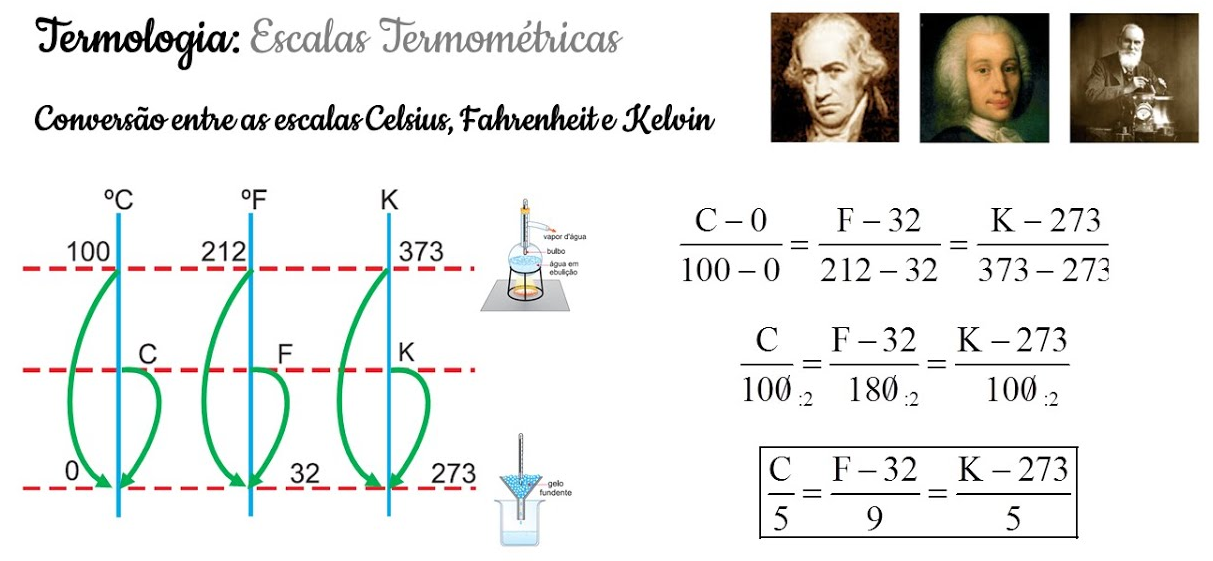 Termologia: Escalas Termométricas
Conversão entre as escalas Celsius, Fahrenheit e Kelvin
ºC ºF K
100 212 373
C F K
0 32 273
vapor d'água
bulbo
água em
ebulição
gelo
fundente
C – 0 / 100 – 0 = F – 32 / 212 – 32 = K – 273 / 373 – 273
C / 100 :2 = F – 32 / 180 :2 = K – 273 / 100 :2
C / 5 = F – 32 / 9 = K – 273 / 5